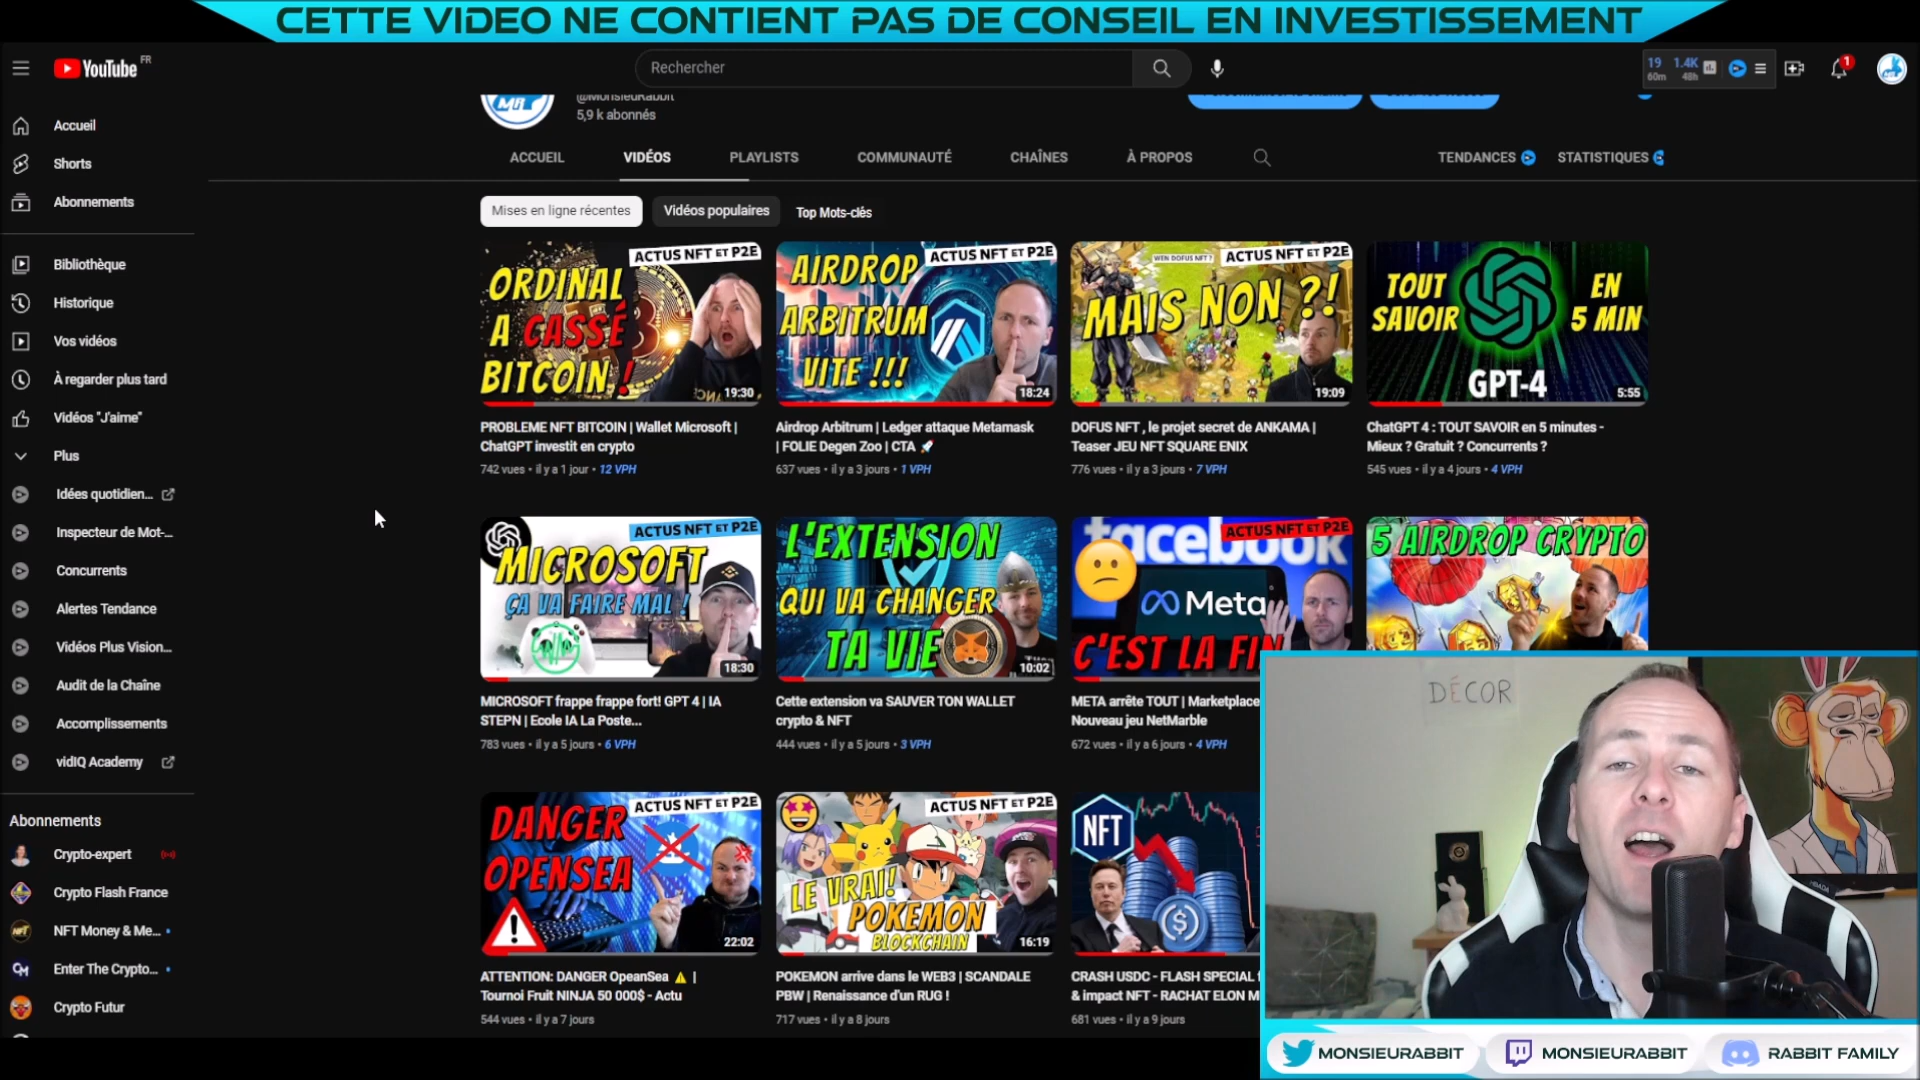 CETTE VIDEO NE CONTIENT PAS DE CONSEIL EN INVESTISSEMENT
YouTube FR
Rechercher
19 60m 1.4K 48h
1
@MonsieurRabbit
5,9 k abonnés
ACCUEIL VIDÉOS PLAYLISTS COMMUNAUTÉ CHAÎNES À PROPOS TENDANCES STATISTIQUES
Mises en ligne récentes Vidéos populaires Top Mots-clés
Accueil
Shorts
Abonnements
Bibliothèque
Historique
Vos vidéos
À regarder plus tard
Vidéos "J'aime"
Plus
Idées quotidien...
Inspecteur de Mot-...
Concurrents
Alertes Tendance
Vidéos Plus Vision...
Audit de la Chaîne
Accomplissements
vidIQ Academy
Abonnements
Crypto-expert
Crypto Flash France
NFT Money & Me...
Enter The Crypto...
Crypto Futur
ACTUS NFT ET P2E
ORDINAL
A CASSÉ
BITCOIN !
19:30
PROBLEME NFT BITCOIN | Wallet Microsoft |
ChatGPT investit en crypto
742 vues • il y a 1 jour • 12 VPH
ACTUS NFT ET P2E
AIRDROP
ARBITRUM
VITE !!!
18:24
Airdrop Arbitrum | Ledger attaque Metamask
| FOLIE Degen Zoo | CTA 🚀
637 vues • il y a 3 jours • 1 VPH
WEN DOFUS NFT ?
ACTUS NFT ET P2E
MAIS NON ?!
19:09
DOFUS NFT , le projet secret de ANKAMA |
Teaser JEU NFT SQUARE ENIX
776 vues • il y a 3 jours • 7 VPH
TOUT
SAVOIR
EN
5 MIN
GPT-4
5:55
ChatGPT 4 : TOUT SAVOIR en 5 minutes -
Mieux ? Gratuit ? Concurrents ?
545 vues • il y a 4 jours • 4 VPH
ACTUS NFT ET P2E
MICROSOFT
ÇA VA FAIRE MAL !
18:30
MICROSOFT frappe frappe fort! GPT 4 | IA
STEPN | Ecole IA La Poste...
783 vues • il y a 5 jours • 6 VPH
L'EXTENSION
QUI VA CHANGER
TA VIE
10:02
Cette extension va SAUVER TON WALLET
crypto & NFT
444 vues • il y a 5 jours • 3 VPH
facebook
ACTUS NFT ET P2E
Meta
C'EST LA FIN
META arrête TOUT | Marketplace
Nouveau jeu NetMarble
672 vues • il y a 6 jours • 4 VPH
5 AIRDROP CRYPTO
ACTUS NFT ET P2E
DANGER
OPENSEA
22:02
ATTENTION: DANGER OpeanSea ⚠ |
Tournoi Fruit NINJA 50 000$ - Actu
544 vues • il y a 7 jours
ACTUS NFT ET P2E
LE VRAI!
POKEMON
BLOCKCHAIN
16:19
POKEMON arrive dans le WEB3 | SCANDALE
PBW | Renaissance d'un RUG !
717 vues • il y a 8 jours
NFT
CRASH USDC - FLASH SPECIAL
& impact NFT - RACHAT ELON M
681 vues • il y a 9 jours
DÉCOR
MONSIEURRABBIT
MONSIEURRABBIT
RABBIT FAMILY